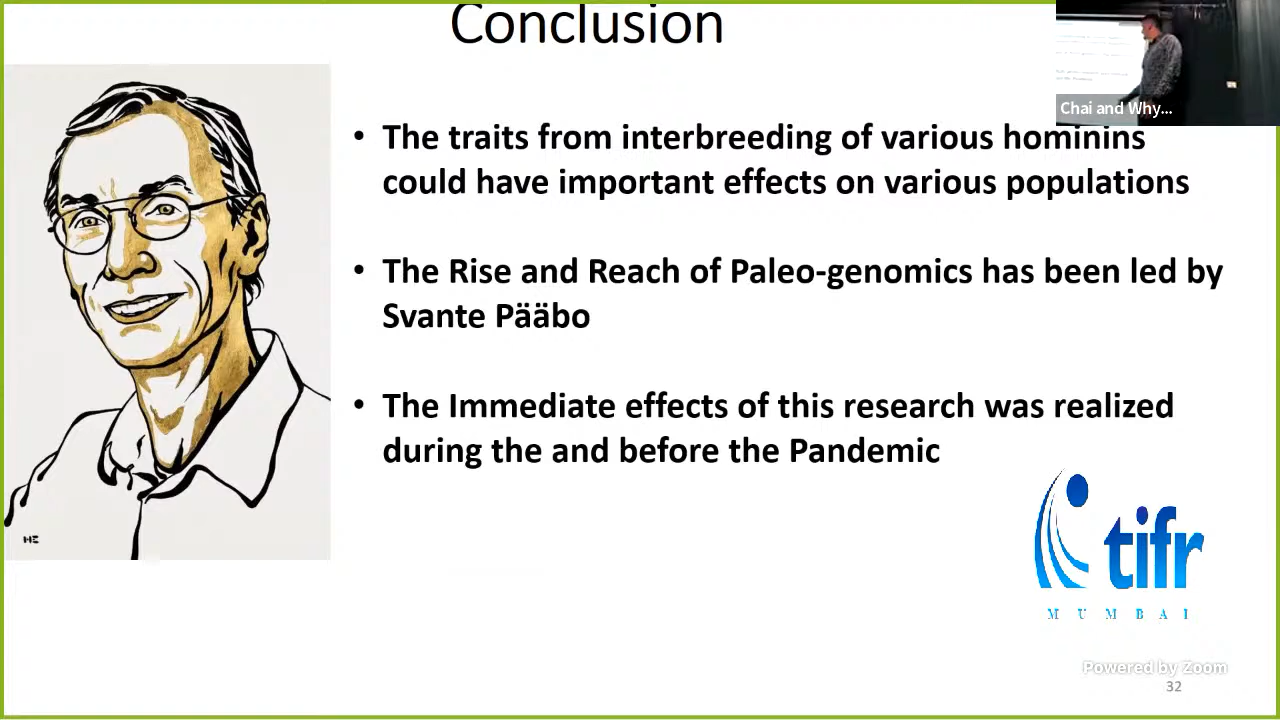 Conclusion
Chai and Why...
• The traits from interbreeding of various hominins
could have important effects on various populations
• The Rise and Reach of Paleo-genomics has been led by
Svante Pääbo
• The Immediate effects of this research was realized
during the and before the Pandemic
tifr
MUMBAI
Powered by Zoom
32